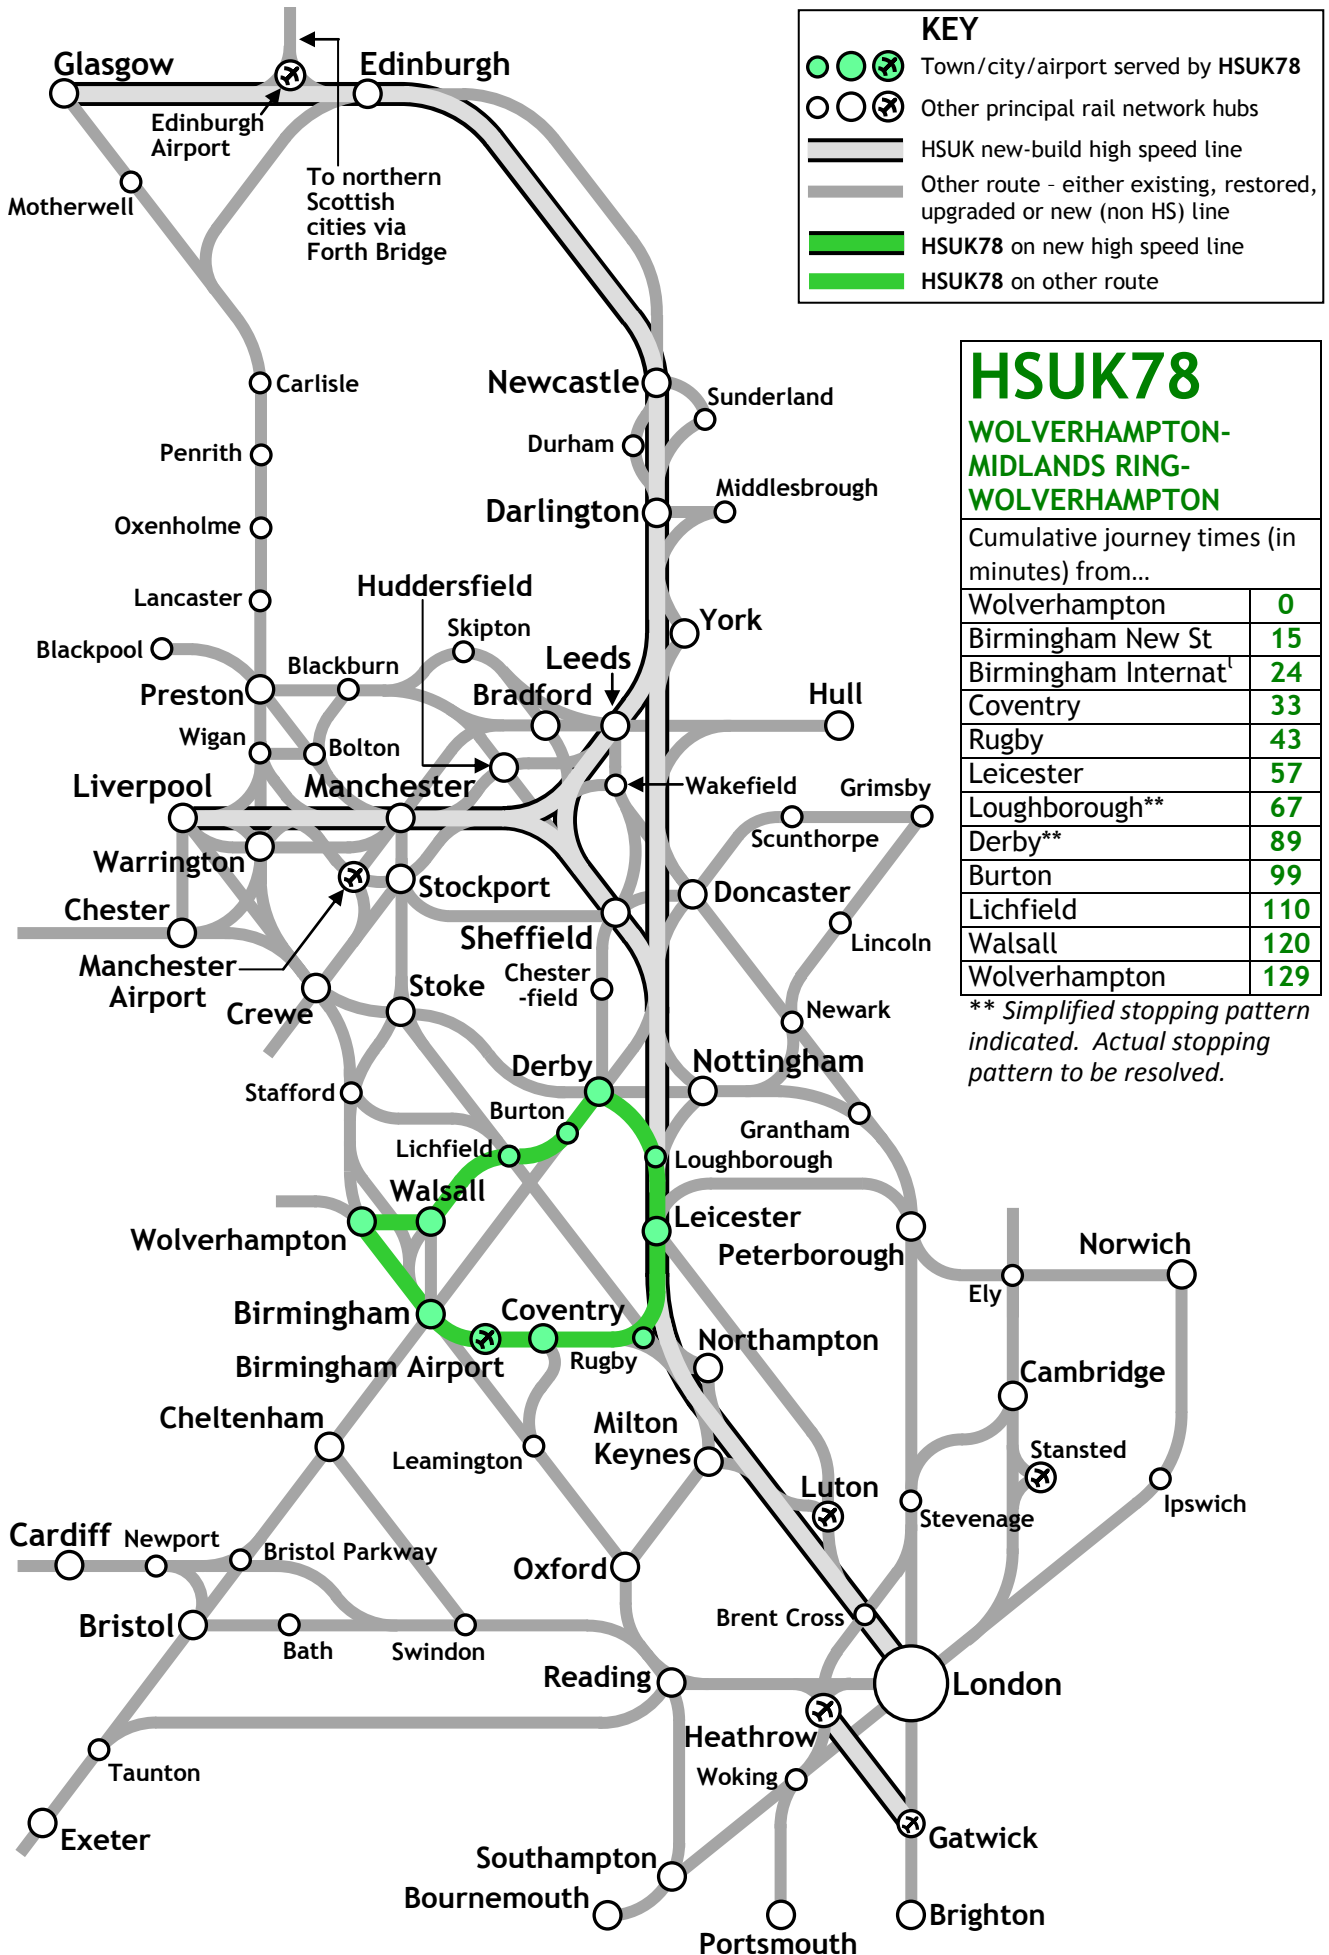 KEY
Town/city/airport served by HSUK78
Other principal rail network hubs
HSUK new-build high speed line
Other route - either existing, restored,
upgraded or new (non HS) line
HSUK78 on new high speed line
HSUK78 on other route
HSUK78
WOLVERHAMPTON-
MIDLANDS RING-
WOLVERHAMPTON
Cumulative journey times (in
minutes) from…
Wolverhampton 0
Birmingham New St 15
Birmingham Internatˡ 24
Coventry 33
Rugby 43
Leicester 57
Loughborough** 67
Derby** 89
Burton 99
Lichfield 110
Walsall 120
Wolverhampton 129
** Simplified stopping pattern
indicated. Actual stopping
pattern to be resolved.
Glasgow
Edinburgh
Edinburgh
Airport
To northern
Scottish
cities via
Forth Bridge
Motherwell
Carlisle
Newcastle
Sunderland
Durham
Penrith
Middlesbrough
Darlington
Oxenholme
Huddersfield
Lancaster
York
Skipton
Blackpool
Leeds
Blackburn
Preston
Bradford
Hull
Wigan
Bolton
Liverpool
Manchester
Wakefield
Grimsby
Scunthorpe
Warrington
Stockport
Doncaster
Chester
Sheffield
Lincoln
Manchester
Airport
Chester
-field
Crewe
Stoke
Newark
Derby
Nottingham
Stafford
Burton
Grantham
Lichfield
Loughborough
Walsall
Leicester
Wolverhampton
Peterborough
Norwich
Ely
Birmingham
Coventry
Birmingham Airport
Rugby
Northampton
Cambridge
Cheltenham
Milton
Keynes
Leamington
Stansted
Luton
Ipswich
Stevenage
Cardiff
Newport
Bristol Parkway
Oxford
Bristol
Bath
Swindon
Brent Cross
Reading
London
Heathrow
Woking
Taunton
Exeter
Gatwick
Southampton
Bournemouth
Brighton
Portsmouth